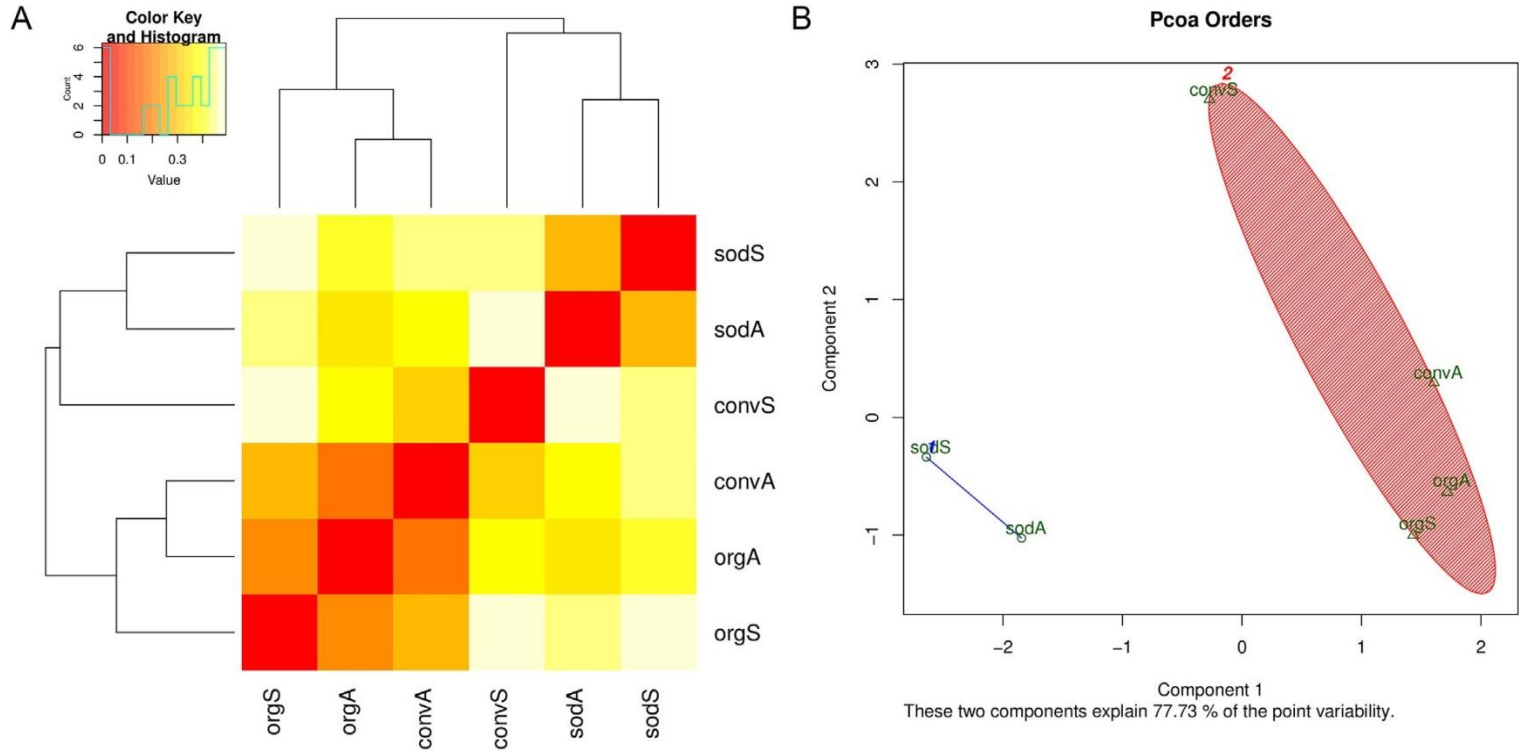 A
Color Key
and Histogram
Count
0 2 4 6
0 0.1 0.3
Value
sodS
sodA
convS
convA
orgA
orgS
orgS orgA convA convS sodA sodS
B
Pcoa Orders
Component 2
3
2
1
0
−1
2
convS
convA
orgA
orgS
1
sodS
sodA
−2 −1 0 1 2
Component 1
These two components explain 77.73 % of the point variability.